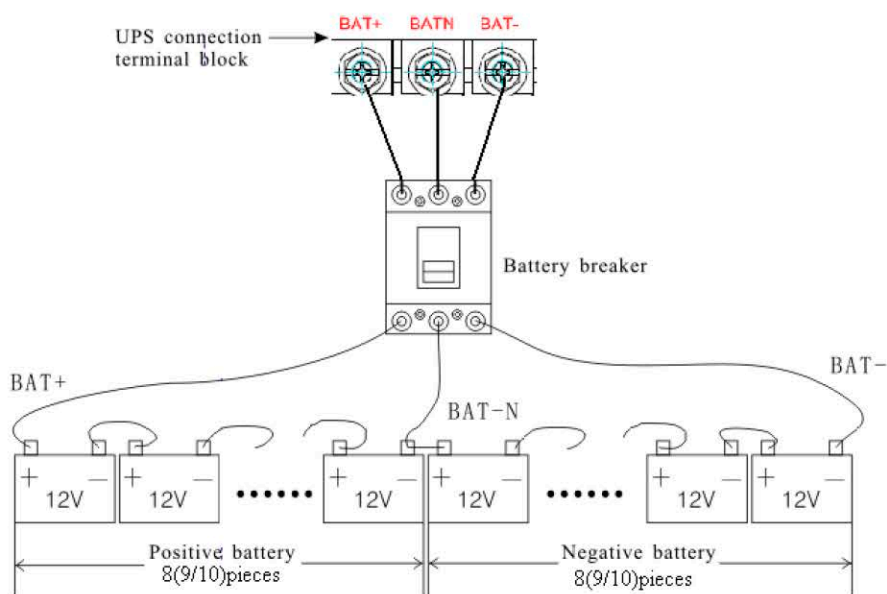 BAT+ BATN BAT-
UPS connection
terminal block
Battery breaker
BAT+
BAT-
BAT-N
+ - + - + - + - + - + -
12V 12V 12V 12V 12V 12V
Positive battery
8(9/10)pieces
Negative battery
8(9/10)pieces